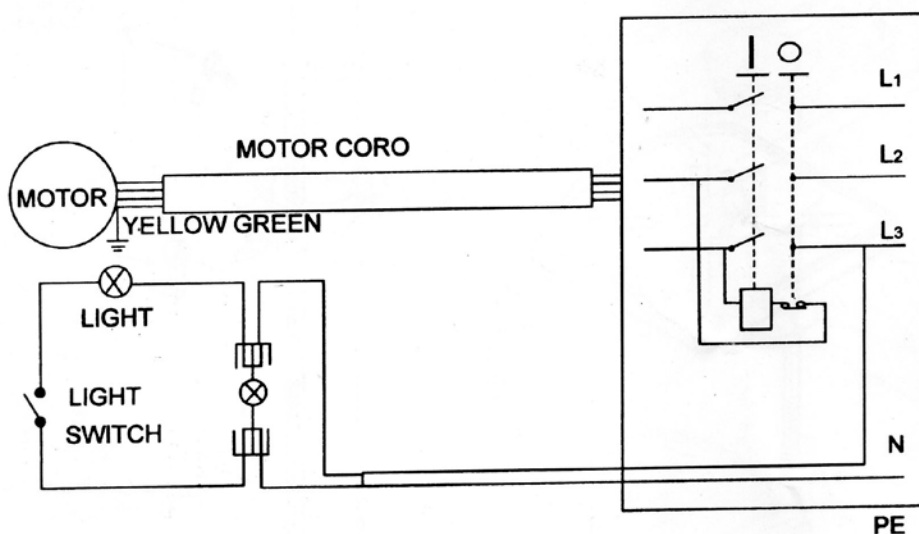 I O
L1
MOTOR CORO
L2
MOTOR
YELLOW GREEN
L3
LIGHT
LIGHT
SWITCH
N
PE